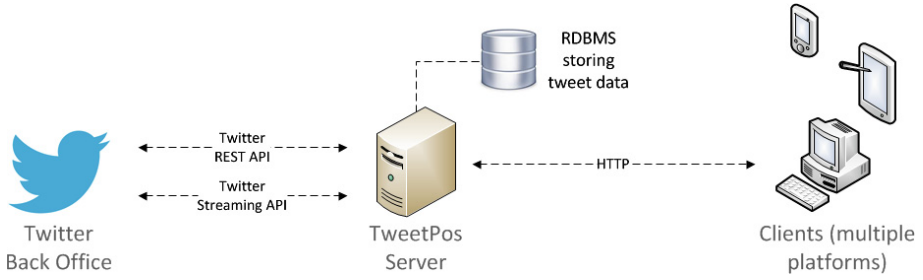 RDBMS
storing
tweet data
Twitter
REST API
Twitter
Streaming API
HTTP
Twitter
Back Office
TweetPos
Server
Clients (multiple
platforms)